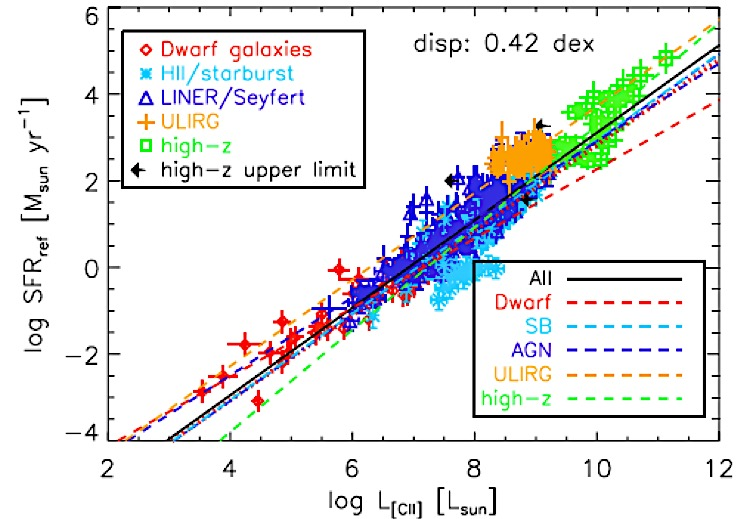 disp: 0.42 dex
Dwarf galaxies
HII/starburst
LINER/Seyfert
ULIRG
high-z
high-z upper limit
6
4
2
0
-2
-4
log SFRref [Msun yr−1]
All
Dwarf
SB
AGN
ULIRG
high-z
2 4 6 8 10 12
log L[CII] [Lsun]